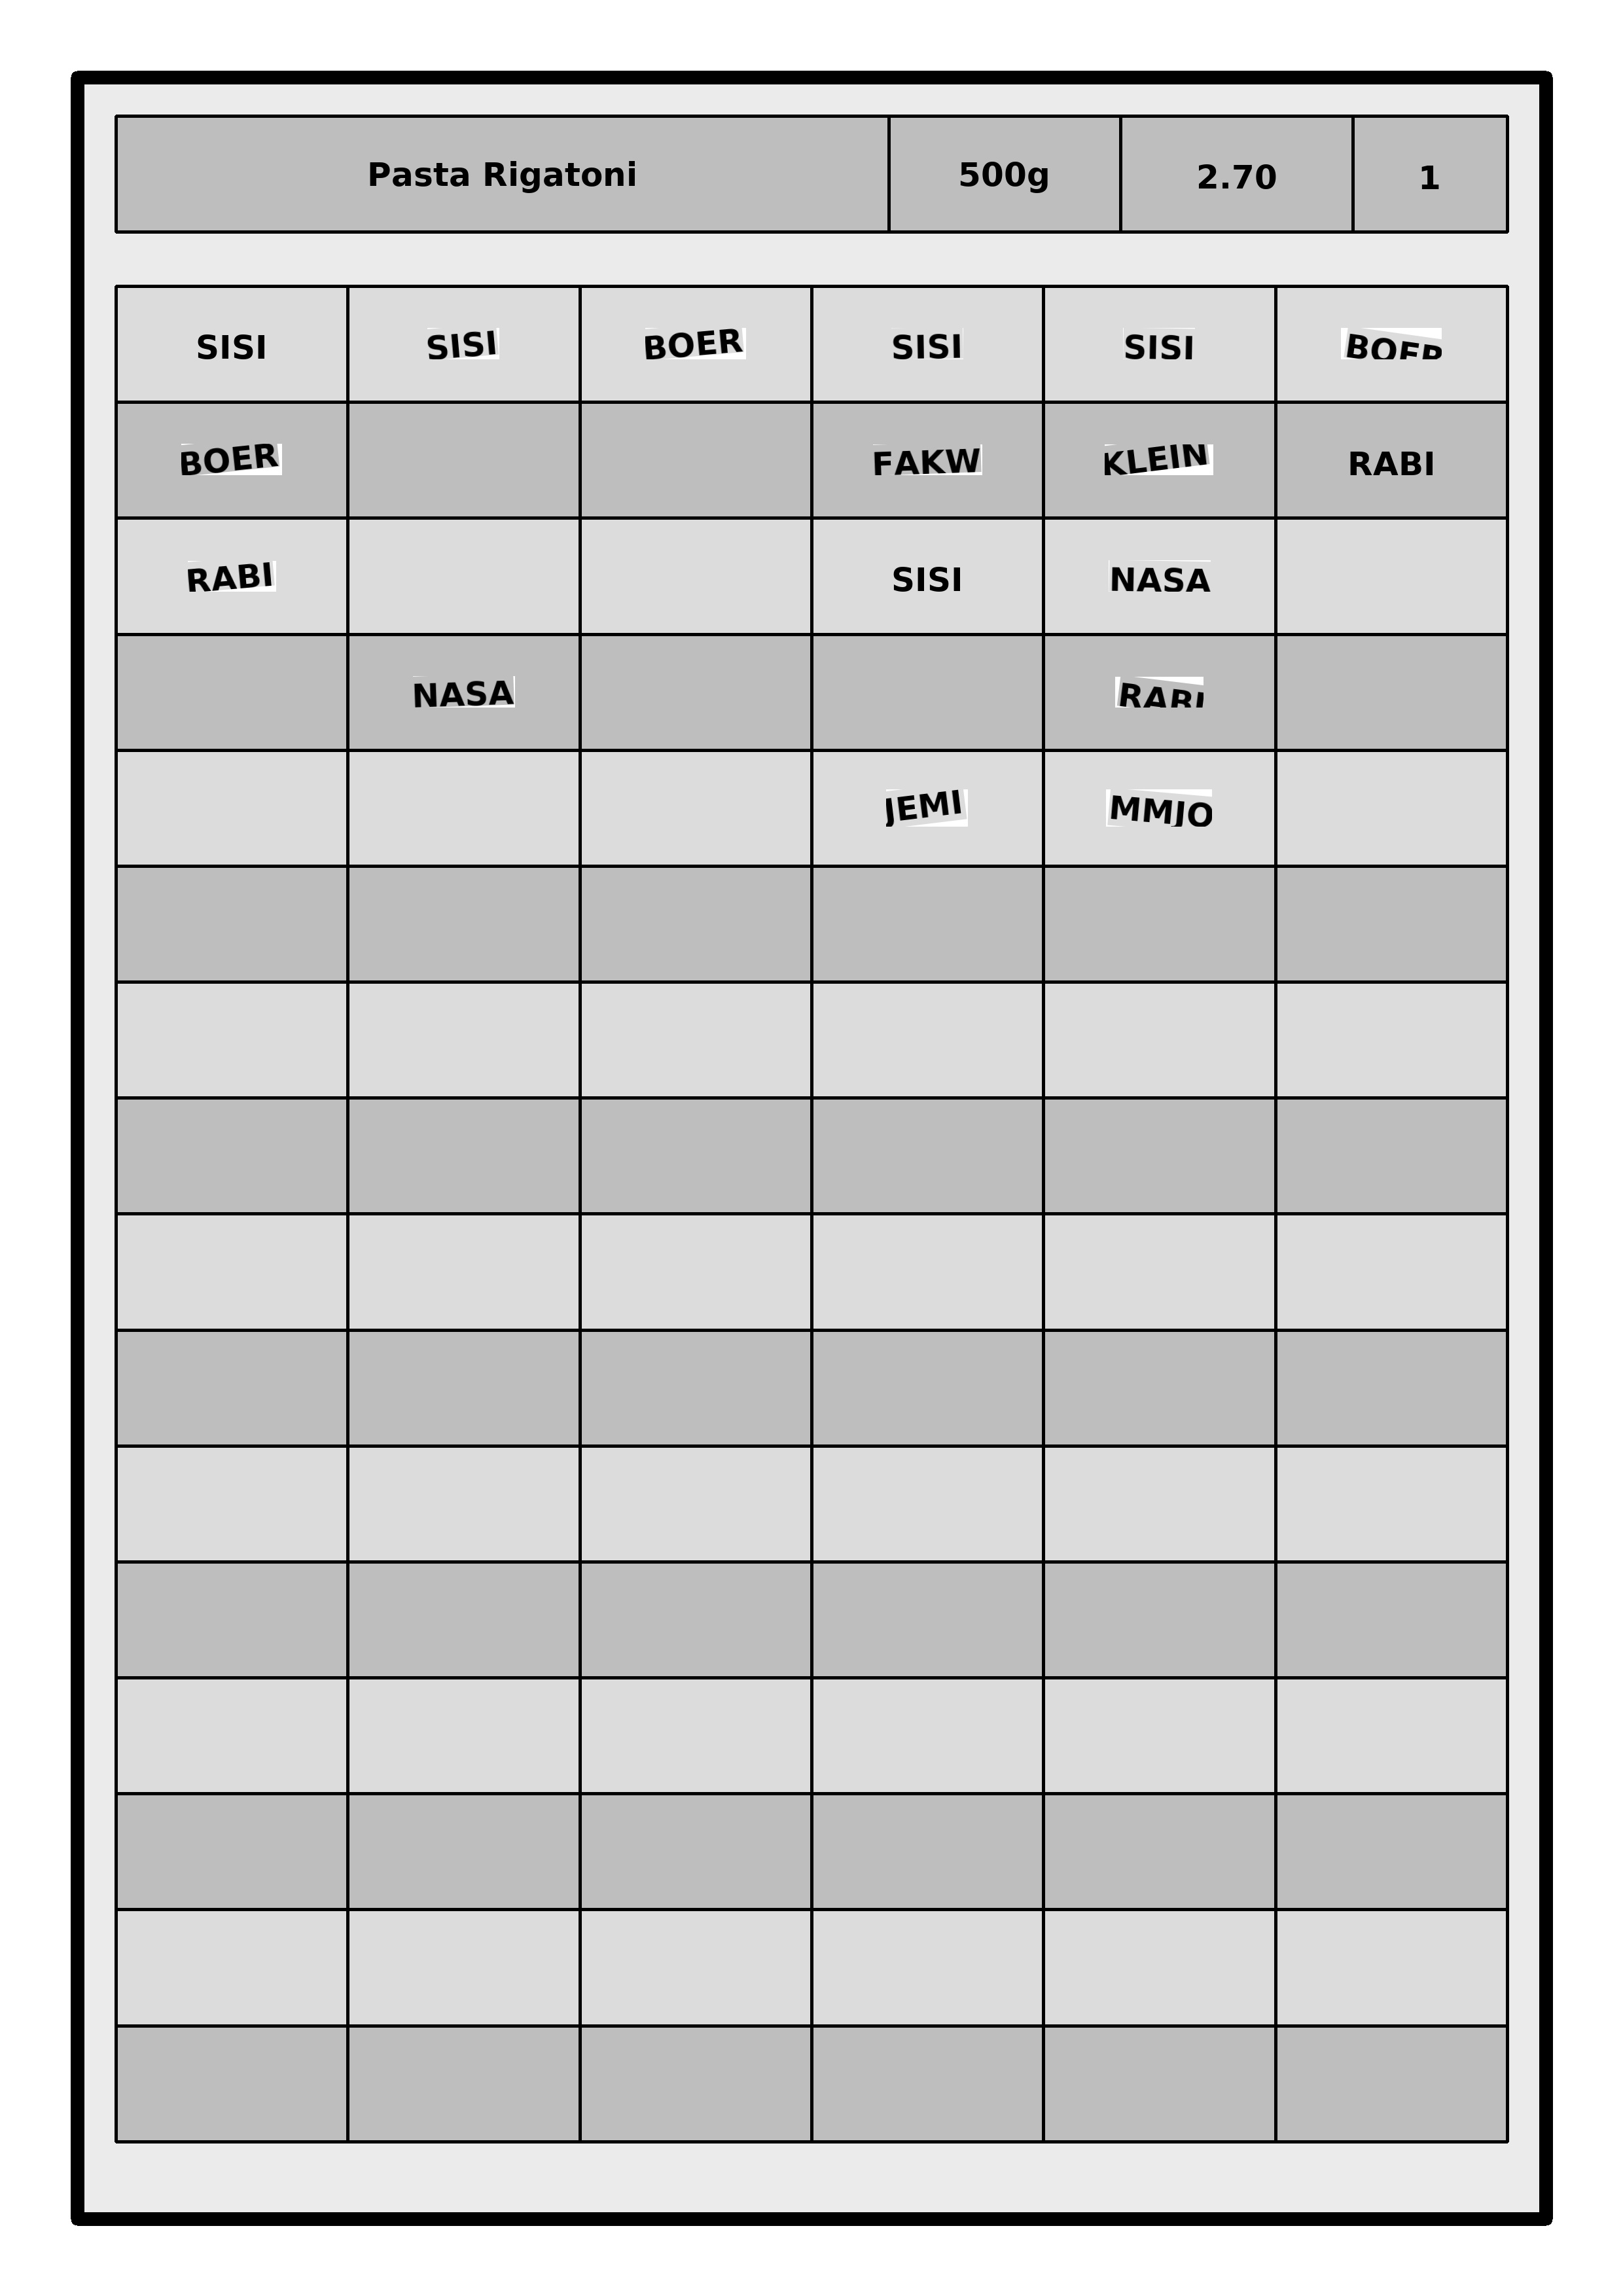 Pasta Rigatoni 500g 2.70 1
SISI SISI BOER SISI SISI BOER
BOER FAKW KLEIN RABI
RABI SISI NASA
NASA RABI
JEMI MMJO